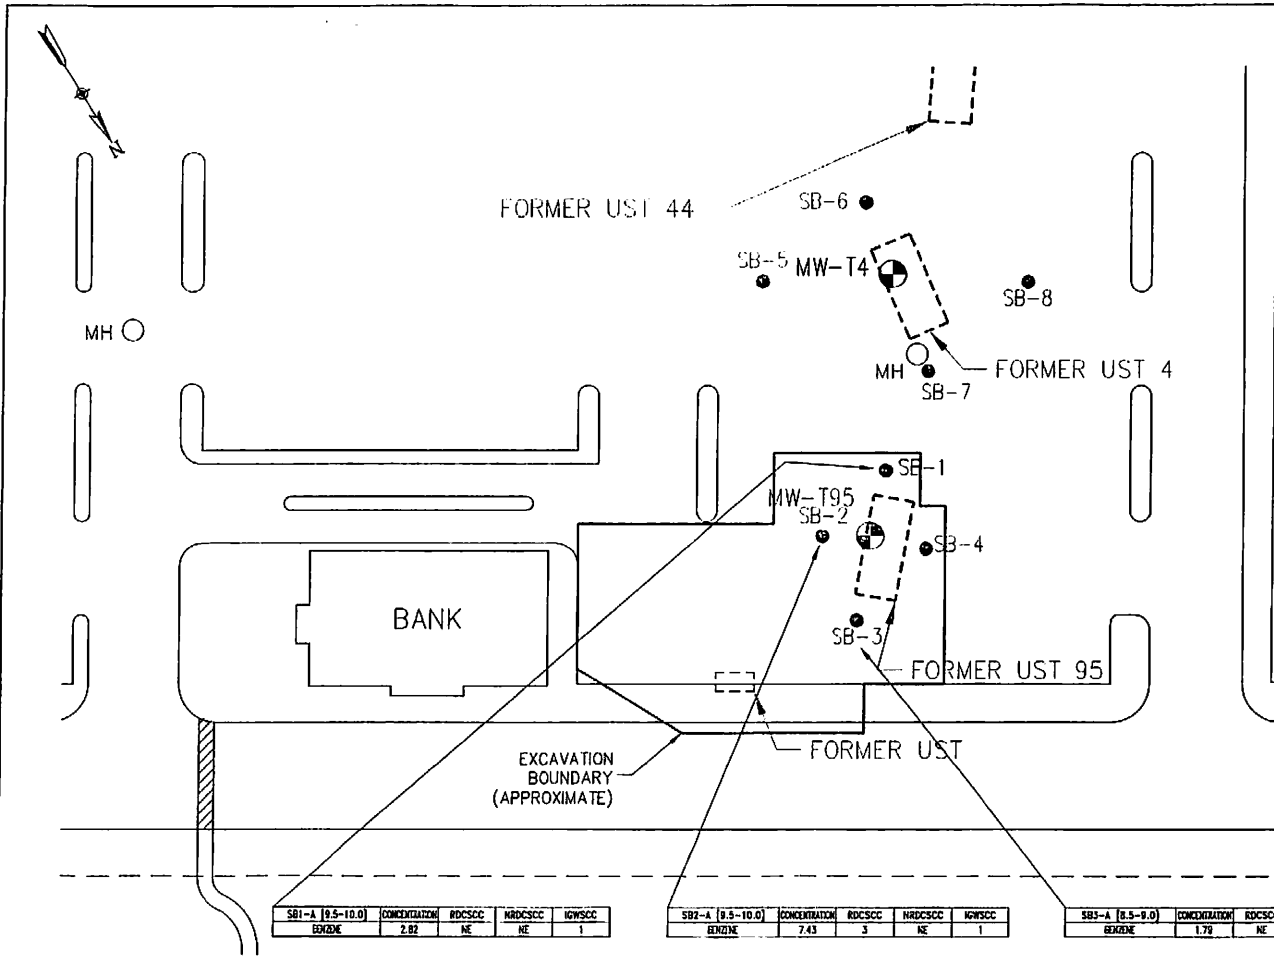 N
FORMER UST 44
SB-6
SB-5
MW-T4
SB-8
MH
MH
FORMER UST 4
SB-7
SB-1
MW-T95
SB-2
SB-4
BANK
SB-3
FORMER UST 95
FORMER UST
EXCAVATION
BOUNDARY
(APPROXIMATE)
SB1-A (9.5-10.0) CONCENTRATION RDCSCC NRDCSCC IGWSCC
BENZENE 2.82 NE NE 1
SB2-A (9.5-10.0) CONCENTRATION RDCSCC NRDCSCC IGWSCC
BENZENE 7.43 3 NE 1
SB3-A (8.5-9.0) CONCENTRATION RDCSC
BENZENE 1.79 NE